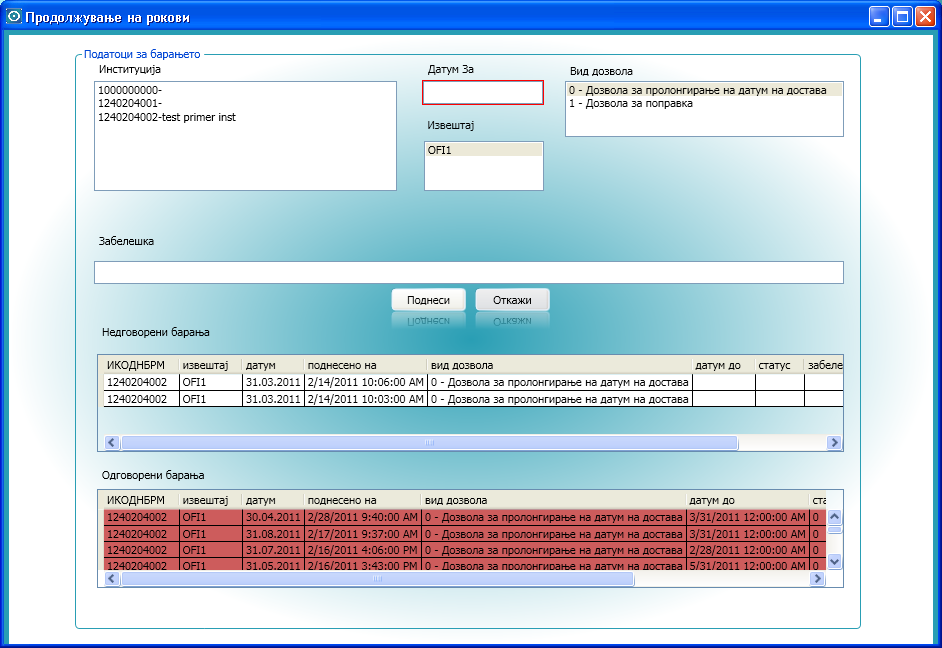 Продолжување на рокови
Податоци за барањето
Институција
Датум За
Вид дозвола
1000000000-
1240204001-
1240204002-test primer inst
0 - Дозвола за пролонгирање на датум на достава
1 - Дозвола за поправка
Извештај
OFI1
Забелешка
Поднеси
Откажи
Недговорени барања
ИКОДНБРМ извештај датум поднесено на вид дозвола датум до статус забеле
1240204002 OFI1 31.03.2011 2/14/2011 10:06:00 AM 0 - Дозвола за пролонгирање на датум на достава
1240204002 OFI1 31.03.2011 2/14/2011 10:03:00 AM 0 - Дозвола за пролонгирање на датум на достава
Одговорени барања
ИКОДНБРМ извештај датум поднесено на вид дозвола датум до ста
1240204002 OFI1 30.04.2011 2/28/2011 9:40:00 AM 0 - Дозвола за пролонгирање на датум на достава 3/31/2011 12:00:00 AM 0
1240204002 OFI1 31.08.2011 2/17/2011 9:37:00 AM 0 - Дозвола за пролонгирање на датум на достава 3/31/2011 12:00:00 AM 0
1240204002 OFI1 31.07.2011 2/16/2011 4:06:00 PM 0 - Дозвола за пролонгирање на датум на достава 2/28/2011 12:00:00 AM 0
1240204002 OFI1 31.05.2011 2/16/2011 3:43:00 PM 0 - Дозвола за пролонгирање на датум на достава 5/31/2011 12:00:00 AM 0